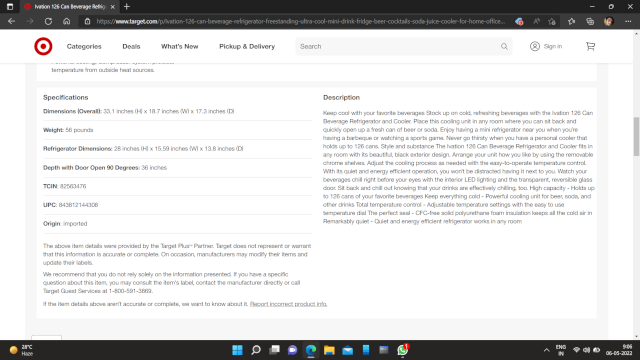 Ivation 126 Can Beverage Refrig
https://www.target.com/p/ivation-126-can-beverage-refrigerator-freestanding-ultra-cool-mini-drink-fridge-beer-cocktails-soda-juice-cooler-for-home-office...
Categories
Deals
What's New
Pickup & Delivery
Search
Sign in
temperature from outside heat sources.
Specifications
Dimensions (Overall): 33.1 inches (H) x 18.7 inches (W) x 17.3 inches (D)
Weight: 56 pounds
Refrigerator Dimensions: 28 inches (H) x 15.59 inches (W) x 13.8 inches (D)
Depth with Door Open 90 Degrees: 36 inches
TCIN: 82563476
UPC: 843812144308
Origin: imported
The above item details were provided by the Target Plus™ Partner. Target does not represent or warrant
that this information is accurate or complete. On occasion, manufacturers may modify their items and
update their labels.
We recommend that you do not rely solely on the information presented. If you have a specific
question about this item, you may consult the item's label, contact the manufacturer directly or call
Target Guest Services at 1-800-591-3869.
If the item details above aren't accurate or complete, we want to know about it. Report incorrect product info.
Description
Keep cool with your favorite beverages Stock up on cold, refreshing beverages with the Ivation 126 Can
Beverage Refrigerator and Cooler. Place this cooling unit in any room where you can sit back and
quickly open up a fresh can of beer or soda. Enjoy having a mini refrigerator near you when you're
having a barbeque or watching a sports game. Never go thirsty when you have a personal cooler that
holds up to 126 cans. Style and substance The Ivation 126 Can Beverage Refrigerator and Cooler fits in
any room with its beautiful, black exterior design. Arrange your unit how you like by using the removable
chrome shelves. Adjust the cooling process as needed with the easy-to-operate temperature control.
With its quiet and energy efficient operation, you won't be distracted having it next to you. Watch your
beverages chill right before your eyes with the interior LED lighting and the transparent, reversible glass
door. Sit back and chill out knowing that your drinks are effectively chilling, too. High capacity - Holds up
to 126 cans of your favorite beverages Keep everything cold - Powerful cooling unit for beer, soda, and
other drinks Total temperature control - Adjustable temperature settings with the easy to use
temperature dial The perfect seal - CFC-free solid polyurethane foam insulation keeps all the cold air in
Remarkably quiet - Quiet and energy efficient refrigerator works in any room
28°C
Haze
ENG
IN
9:06
06-05-2022